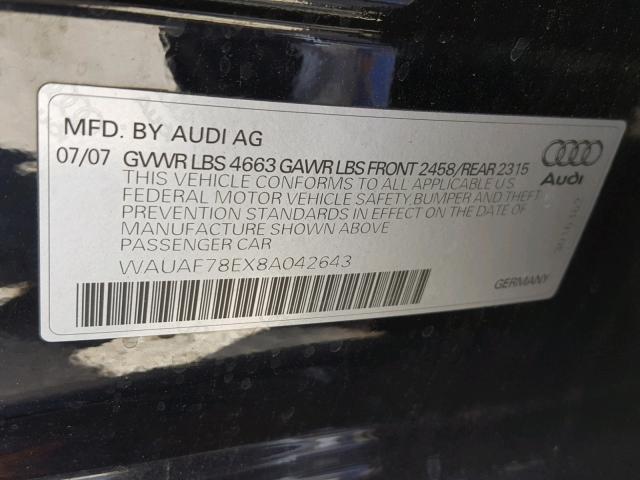 MFD. BY AUDI AG
07/07 GVWR LBS 4663 GAWR LBS FRONT 2458/REAR 2315
THIS VEHICLE CONFORMS TO ALL APPLICABLE U.S.
FEDERAL MOTOR VEHICLE SAFETY, BUMPER AND THEFT
PREVENTION STANDARDS IN EFFECT ON THE DATE OF
MANUFACTURE SHOWN ABOVE
PASSENGER CAR
WAUAF78EX8A042643
Audi
GERMANY